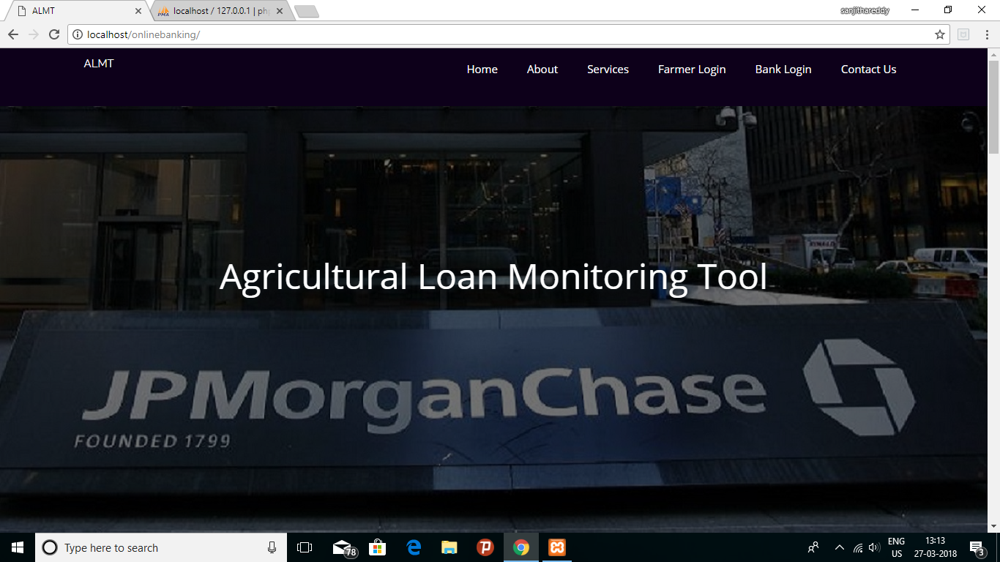 ALMT
localhost / 127.0.0.1 | ph
sanjithareddy
localhost/onlinebanking/
ALMT
Home About Services Farmer Login Bank Login Contact Us
Agricultural Loan Monitoring Tool
JPMorganChase
FOUNDED 1799
Type here to search
78
ENG
US
13:13
27-03-2018
3